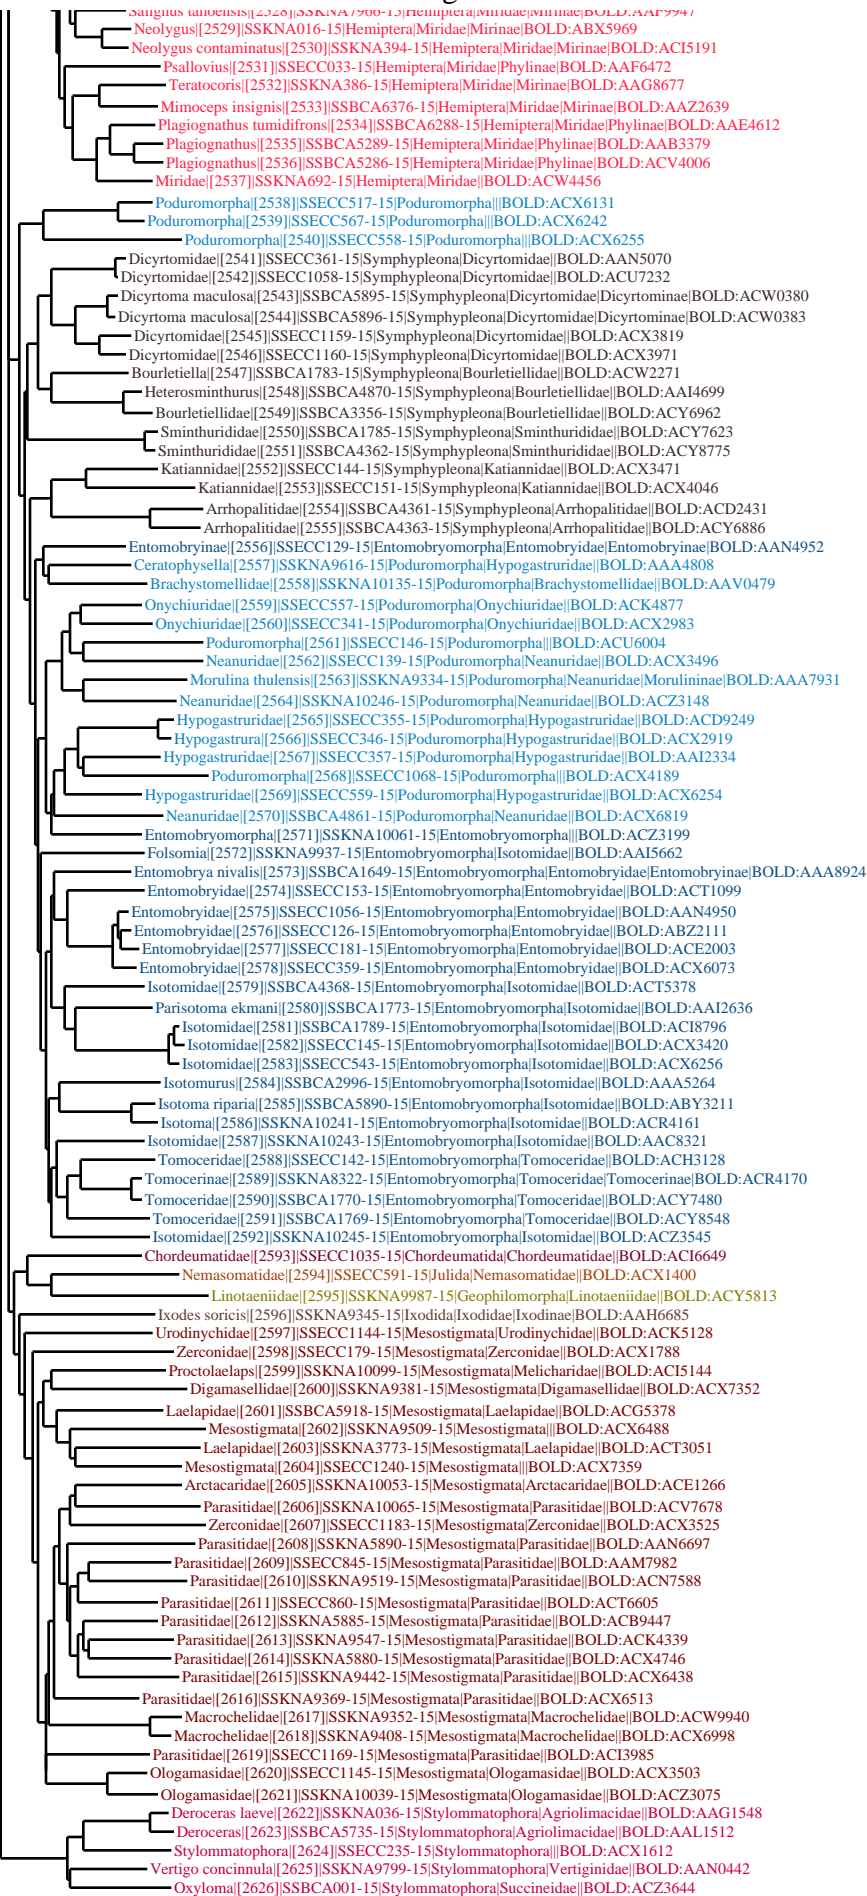 Sanghus tahoensis|[2528]|SSKNA7966-15|Hemiptera|Miridae|Mirinae|BOLD:AAF9947
Neolygus|[2529]|SSKNA016-15|Hemiptera|Miridae|Mirinae|BOLD:ABX5969
Neolygus contaminatus|[2530]|SSKNA394-15|Hemiptera|Miridae|Mirinae|BOLD:ACI5191
Psallovius|[2531]|SSECC033-15|Hemiptera|Miridae|Phylinae|BOLD:AAF6472
Teratocoris|[2532]|SSKNA386-15|Hemiptera|Miridae|Mirinae|BOLD:AAG8677
Mimoceps insignis|[2533]|SSBCA6376-15|Hemiptera|Miridae|Mirinae|BOLD:AAZ2639
Plagiognathus tumidifrons|[2534]|SSBCA6288-15|Hemiptera|Miridae|Phylinae|BOLD:AAE4612
Plagiognathus|[2535]|SSBCA5289-15|Hemiptera|Miridae|Phylinae|BOLD:AAB3379
Plagiognathus|[2536]|SSBCA5286-15|Hemiptera|Miridae|Phylinae|BOLD:ACV4006
Miridae|[2537]|SSKNA692-15|Hemiptera|Miridae||BOLD:ACW4456
Poduromorpha|[2538]|SSECC517-15|Poduromorpha|||BOLD:ACX6131
Poduromorpha|[2539]|SSECC567-15|Poduromorpha|||BOLD:ACX6242
Poduromorpha|[2540]|SSECC558-15|Poduromorpha|||BOLD:ACX6255
Dicyrtomidae|[2541]|SSECC361-15|Symphypleona|Dicyrtomidae||BOLD:AAN5070
Dicyrtomidae|[2542]|SSECC1058-15|Symphypleona|Dicyrtomidae||BOLD:ACU7232
Dicyrtoma maculosa|[2543]|SSBCA5895-15|Symphypleona|Dicyrtomidae|Dicyrtominae|BOLD:ACW0380
Dicyrtoma maculosa|[2544]|SSBCA5896-15|Symphypleona|Dicyrtomidae|Dicyrtominae|BOLD:ACW0383
Dicyrtomidae|[2545]|SSECC1159-15|Symphypleona|Dicyrtomidae||BOLD:ACX3819
Dicyrtomidae|[2546]|SSECC1160-15|Symphypleona|Dicyrtomidae||BOLD:ACX3971
Bourletiella|[2547]|SSBCA1783-15|Symphypleona|Bourletiellidae||BOLD:ACW2271
Heterosminthurus|[2548]|SSBCA4870-15|Symphypleona|Bourletiellidae||BOLD:AAI4699
Bourletiellidae|[2549]|SSBCA3356-15|Symphypleona|Bourletiellidae||BOLD:ACY6962
Sminthurididae|[2550]|SSBCA1785-15|Symphypleona|Sminthurididae||BOLD:ACY7623
Sminthurididae|[2551]|SSBCA4362-15|Symphypleona|Sminthurididae||BOLD:ACY8775
Katiannidae|[2552]|SSECC144-15|Symphypleona|Katiannidae||BOLD:ACX3471
Katiannidae|[2553]|SSECC151-15|Symphypleona|Katiannidae||BOLD:ACX4046
Arrhopalitidae|[2554]|SSBCA4361-15|Symphypleona|Arrhopalitidae||BOLD:ACD2431
Arrhopalitidae|[2555]|SSBCA4363-15|Symphypleona|Arrhopalitidae||BOLD:ACY6886
Entomobryinae|[2556]|SSECC129-15|Entomobryomorpha|Entomobryidae|Entomobryinae|BOLD:AAN4952
Ceratophysella|[2557]|SSKNA9616-15|Poduromorpha|Hypogastruridae||BOLD:AAA4808
Brachystomellidae|[2558]|SSKNA10135-15|Poduromorpha|Brachystomellidae||BOLD:AAV0479
Onychiuridae|[2559]|SSECC557-15|Poduromorpha|Onychiuridae||BOLD:ACK4877
Onychiuridae|[2560]|SSECC341-15|Poduromorpha|Onychiuridae||BOLD:ACX2983
Poduromorpha|[2561]|SSECC146-15|Poduromorpha|||BOLD:ACU6004
Neanuridae|[2562]|SSECC139-15|Poduromorpha|Neanuridae||BOLD:ACX3496
Morulina thulensis|[2563]|SSKNA9334-15|Poduromorpha|Neanuridae|Morulininae|BOLD:AAA7931
Neanuridae|[2564]|SSKNA10246-15|Poduromorpha|Neanuridae||BOLD:ACZ3148
Hypogastruridae|[2565]|SSECC355-15|Poduromorpha|Hypogastruridae||BOLD:ACD9249
Hypogastrura|[2566]|SSECC346-15|Poduromorpha|Hypogastruridae||BOLD:ACX2919
Hypogastruridae|[2567]|SSECC357-15|Poduromorpha|Hypogastruridae||BOLD:AAI2334
Poduromorpha|[2568]|SSECC1068-15|Poduromorpha|||BOLD:ACX4189
Hypogastruridae|[2569]|SSECC559-15|Poduromorpha|Hypogastruridae||BOLD:ACX6254
Neanuridae|[2570]|SSBCA4861-15|Poduromorpha|Neanuridae||BOLD:ACX6819
Entomobryomorpha|[2571]|SSKNA10061-15|Entomobryomorpha|||BOLD:ACZ3199
Folsomia|[2572]|SSKNA9937-15|Entomobryomorpha|Isotomidae||BOLD:AAI5662
Entomobrya nivalis|[2573]|SSBCA1649-15|Entomobryomorpha|Entomobryidae|Entomobryinae|BOLD:AAA8924
Entomobryidae|[2574]|SSECC153-15|Entomobryomorpha|Entomobryidae||BOLD:ACT1099
Entomobryidae|[2575]|SSECC1056-15|Entomobryomorpha|Entomobryidae||BOLD:AAN4950
Entomobryidae|[2576]|SSECC126-15|Entomobryomorpha|Entomobryidae||BOLD:ABZ2111
Entomobryidae|[2577]|SSECC181-15|Entomobryomorpha|Entomobryidae||BOLD:ACE2003
Entomobryidae|[2578]|SSECC359-15|Entomobryomorpha|Entomobryidae||BOLD:ACX6073
Isotomidae|[2579]|SSBCA4368-15|Entomobryomorpha|Isotomidae||BOLD:ACT5378
Parisotoma ekmani|[2580]|SSBCA1773-15|Entomobryomorpha|Isotomidae||BOLD:AAI2636
Isotomidae|[2581]|SSBCA1789-15|Entomobryomorpha|Isotomidae||BOLD:ACI8796
Isotomidae|[2582]|SSECC145-15|Entomobryomorpha|Isotomidae||BOLD:ACX3420
Isotomidae|[2583]|SSECC543-15|Entomobryomorpha|Isotomidae||BOLD:ACX6256
Isotomurus|[2584]|SSBCA2996-15|Entomobryomorpha|Isotomidae||BOLD:AAA5264
Isotoma riparia|[2585]|SSBCA5890-15|Entomobryomorpha|Isotomidae||BOLD:ABY3211
Isotoma|[2586]|SSKNA10241-15|Entomobryomorpha|Isotomidae||BOLD:ACR4161
Isotomidae|[2587]|SSKNA10243-15|Entomobryomorpha|Isotomidae||BOLD:AAC8321
Tomoceridae|[2588]|SSECC142-15|Entomobryomorpha|Tomoceridae||BOLD:ACH3128
Tomocerinae|[2589]|SSKNA8322-15|Entomobryomorpha|Tomoceridae|Tomocerinae|BOLD:ACR4170
Tomoceridae|[2590]|SSBCA1770-15|Entomobryomorpha|Tomoceridae||BOLD:ACY7480
Tomoceridae|[2591]|SSBCA1769-15|Entomobryomorpha|Tomoceridae||BOLD:ACY8548
Isotomidae|[2592]|SSKNA10245-15|Entomobryomorpha|Isotomidae||BOLD:ACZ3545
Chordeumatidae|[2593]|SSECC1035-15|Chordeumatida|Chordeumatidae||BOLD:ACI6649
Nemasomatidae|[2594]|SSECC591-15|Julida|Nemasomatidae||BOLD:ACX1400
Linotaeniidae|[2595]|SSKNA9987-15|Geophilomorpha|Linotaeniidae||BOLD:ACY5813
Ixodes soricis|[2596]|SSKNA9345-15|Ixodida|Ixodidae|Ixodinae|BOLD:AAH6685
Urodinychidae|[2597]|SSECC1144-15|Mesostigmata|Urodinychidae||BOLD:ACK5128
Zerconidae|[2598]|SSECC179-15|Mesostigmata|Zerconidae||BOLD:ACX1788
Proctolaelaps|[2599]|SSKNA10099-15|Mesostigmata|Melicharidae||BOLD:ACI5144
Digamasellidae|[2600]|SSKNA9381-15|Mesostigmata|Digamasellidae||BOLD:ACX7352
Laelapidae|[2601]|SSBCA5918-15|Mesostigmata|Laelapidae||BOLD:ACG5378
Mesostigmata|[2602]|SSKNA9509-15|Mesostigmata|||BOLD:ACX6488
Laelapidae|[2603]|SSKNA3773-15|Mesostigmata|Laelapidae||BOLD:ACT3051
Mesostigmata|[2604]|SSECC1240-15|Mesostigmata|||BOLD:ACX7359
Arctacaridae|[2605]|SSKNA10053-15|Mesostigmata|Arctacaridae||BOLD:ACE1266
Parasitidae|[2606]|SSKNA10065-15|Mesostigmata|Parasitidae||BOLD:ACV7678
Zerconidae|[2607]|SSECC1183-15|Mesostigmata|Zerconidae||BOLD:ACX3525
Parasitidae|[2608]|SSKNA5890-15|Mesostigmata|Parasitidae||BOLD:AAN6697
Parasitidae|[2609]|SSECC845-15|Mesostigmata|Parasitidae||BOLD:AAM7982
Parasitidae|[2610]|SSKNA9519-15|Mesostigmata|Parasitidae||BOLD:ACN7588
Parasitidae|[2611]|SSECC860-15|Mesostigmata|Parasitidae||BOLD:ACT6605
Parasitidae|[2612]|SSKNA5885-15|Mesostigmata|Parasitidae||BOLD:ACB9447
Parasitidae|[2613]|SSKNA9547-15|Mesostigmata|Parasitidae||BOLD:ACK4339
Parasitidae|[2614]|SSKNA5880-15|Mesostigmata|Parasitidae||BOLD:ACX4746
Parasitidae|[2615]|SSKNA9442-15|Mesostigmata|Parasitidae||BOLD:ACX6438
Parasitidae|[2616]|SSKNA9369-15|Mesostigmata|Parasitidae||BOLD:ACX6513
Macrochelidae|[2617]|SSKNA9352-15|Mesostigmata|Macrochelidae||BOLD:ACW9940
Macrochelidae|[2618]|SSKNA9408-15|Mesostigmata|Macrochelidae||BOLD:ACX6998
Parasitidae|[2619]|SSECC1169-15|Mesostigmata|Parasitidae||BOLD:ACI3985
Ologamasidae|[2620]|SSECC1145-15|Mesostigmata|Ologamasidae||BOLD:ACX3503
Ologamasidae|[2621]|SSKNA10039-15|Mesostigmata|Ologamasidae||BOLD:ACZ3075
Deroceras laeve|[2622]|SSKNA036-15|Stylommatophora|Agriolimacidae||BOLD:AAG1548
Deroceras|[2623]|SSBCA5735-15|Stylommatophora|Agriolimacidae||BOLD:AAL1512
Stylommatophora|[2624]|SSECC235-15|Stylommatophora|||BOLD:ACX1612
Vertigo concinnula|[2625]|SSKNA9799-15|Stylommatophora|Vertiginidae||BOLD:AAN0442
Oxyloma|[2626]|SSBCA001-15|Stylommatophora|Succineidae||BOLD:ACZ3644